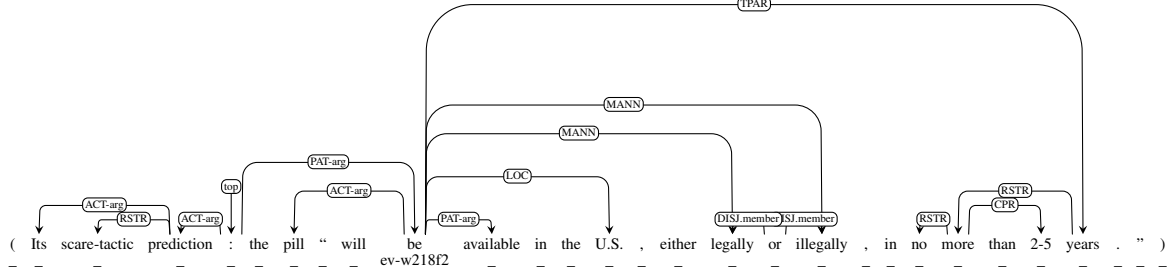 TPAR
MANN
MANN
PAT-arg
LOC
top
ACT-arg
RSTR
ACT-arg
CPR
RSTR
ACT-arg
PAT-arg
DISJ.member
ISJ.member
RSTR
( Its scare-tactic prediction : the pill “ will be available in the U.S. , either legally or illegally , in no more than 2-5 years . ” )
_ _ _ _ _ _ _ _ _ ev-w218f2 _ _ _ _ _ _ _ _ _ _ _ _ _ _ _ _ _ _ _